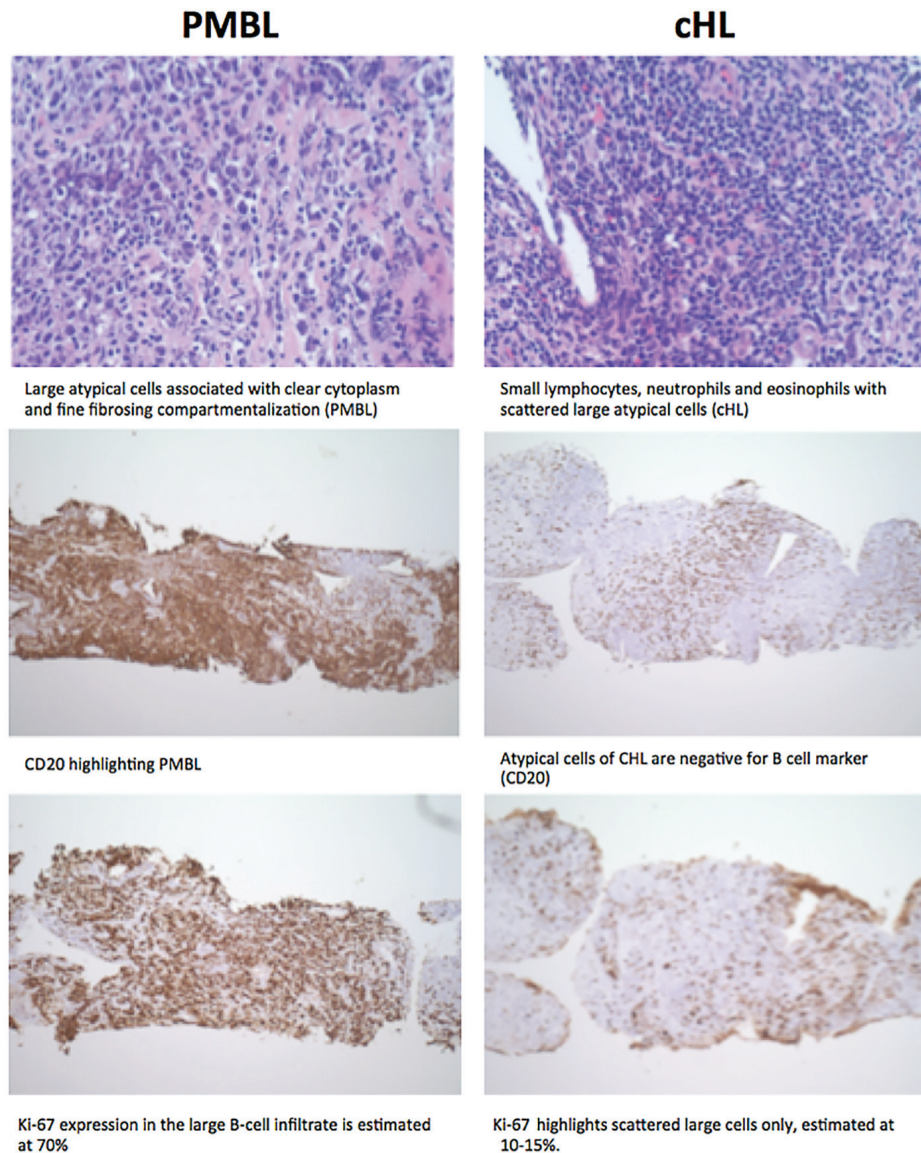 PMBL
cHL
Large atypical cells associated with clear cytoplasm
and fine fibrosing compartmentalization (PMBL)
Small lymphocytes, neutrophils and eosinophils with
scattered large atypical cells (cHL)
CD20 highlighting PMBL
Atypical cells of CHL are negative for B cell marker
(CD20)
Ki-67 expression in the large B-cell infiltrate is estimated
at 70%
Ki-67 highlights scattered large cells only, estimated at
10-15%.